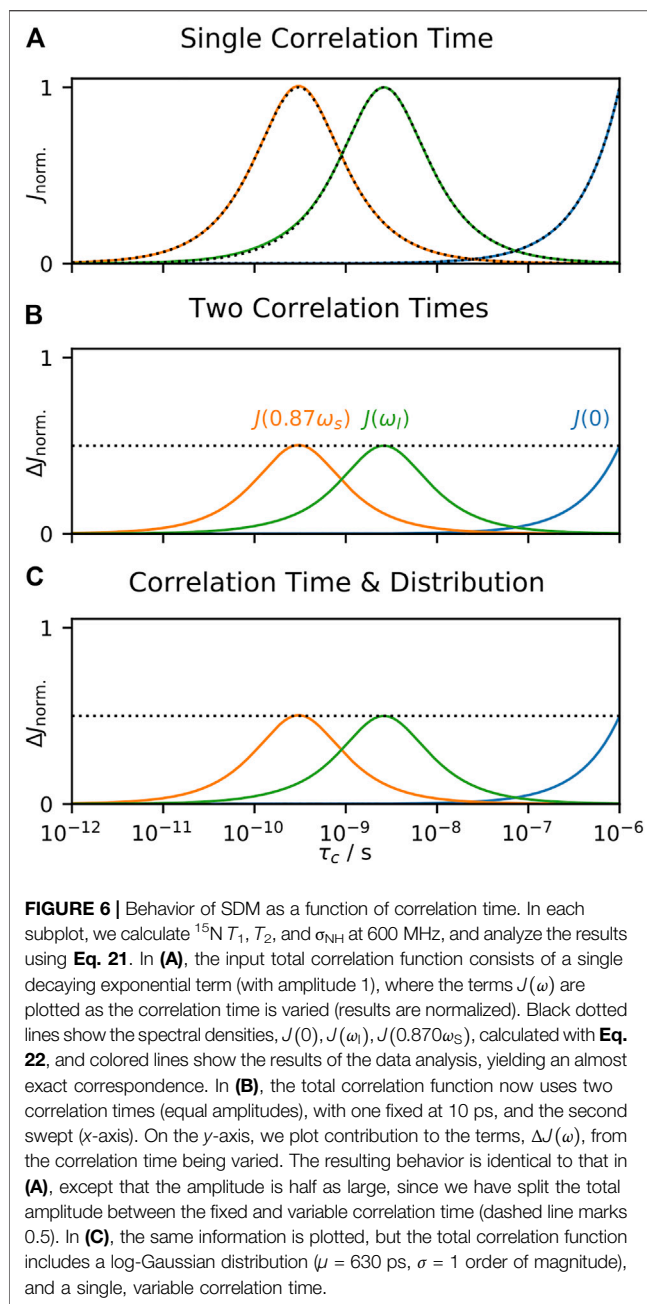 A
Single Correlation Time
1
J_norm.
0
B
Two Correlation Times
1
J(0.87ω_s)
J(ω_I)
J(0)
ΔJ_norm.
0
C
Correlation Time & Distribution
1
ΔJ_norm.
0
10⁻¹²
10⁻¹¹
10⁻¹⁰
10⁻⁹
10⁻⁸
10⁻⁷
10⁻⁶
τ_c / s
FIGURE 6 | Behavior of SDM as a function of correlation time. In each
subplot, we calculate ¹⁵N T₁, T₂, and σ_NH at 600 MHz, and analyze the results
using Eq. 21. In (A), the input total correlation function consists of a single
decaying exponential term (with amplitude 1), where the terms J(ω) are
plotted as the correlation time is varied (results are normalized). Black dotted
lines show the spectral densities, J(0), J(ω_I), J(0.870ω_S), calculated with Eq.
22, and colored lines show the results of the data analysis, yielding an almost
exact correspondence. In (B), the total correlation function now uses two
correlation times (equal amplitudes), with one fixed at 10 ps, and the second
swept (x-axis). On the y-axis, we plot contribution to the terms, ΔJ(ω), from
the correlation time being varied. The resulting behavior is identical to that in
(A), except that the amplitude is half as large, since we have split the total
amplitude between the fixed and variable correlation time (dashed line marks
0.5). In (C), the same information is plotted, but the total correlation function
includes a log-Gaussian distribution (μ = 630 ps, σ = 1 order of magnitude),
and a single, variable correlation time.